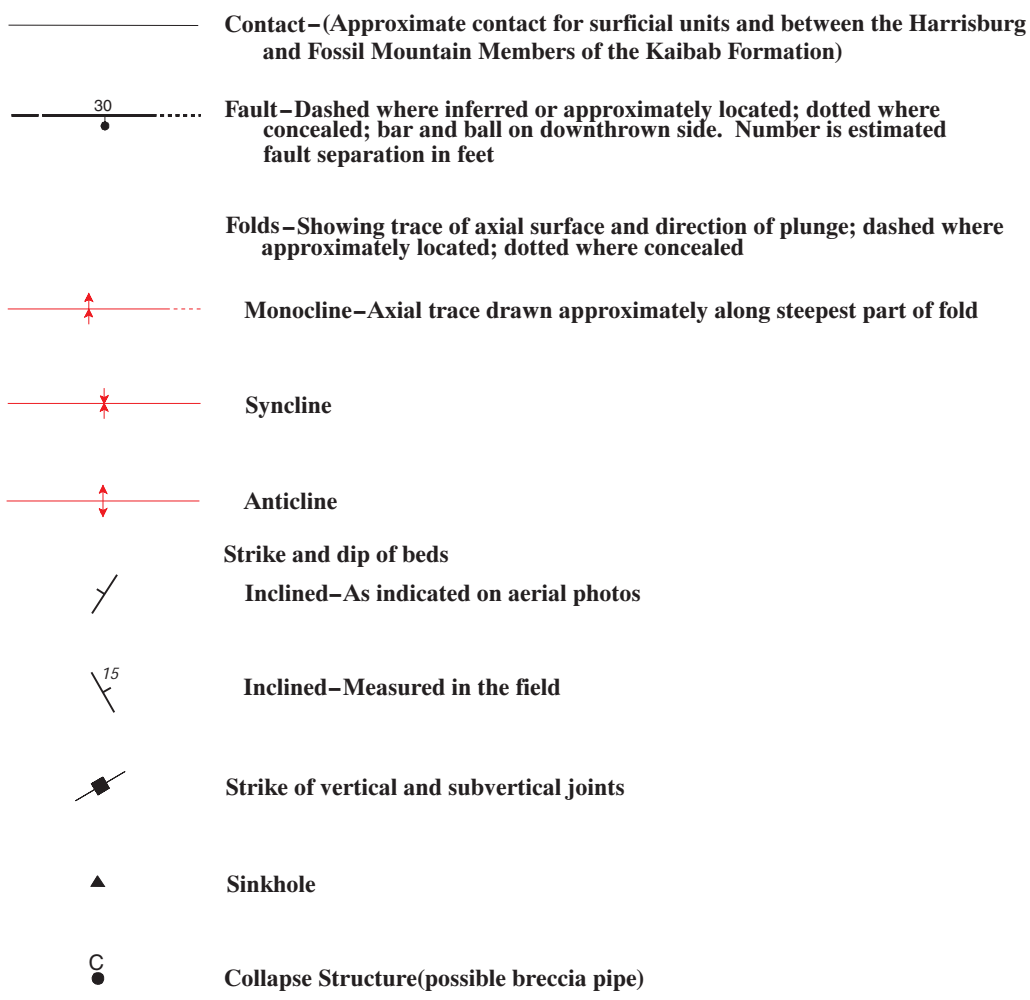 Contact–(Approximate contact for surficial units and between the Harrisburg
and Fossil Mountain Members of the Kaibab Formation)
30
Fault–Dashed where inferred or approximately located; dotted where
concealed; bar and ball on downthrown side. Number is estimated
fault separation in feet
Folds–Showing trace of axial surface and direction of plunge; dashed where
approximately located; dotted where concealed
Monocline–Axial trace drawn approximately along steepest part of fold
Syncline
Anticline
Strike and dip of beds
Inclined–As indicated on aerial photos
15
Inclined–Measured in the field
Strike of vertical and subvertical joints
Sinkhole
C
Collapse Structure(possible breccia pipe)